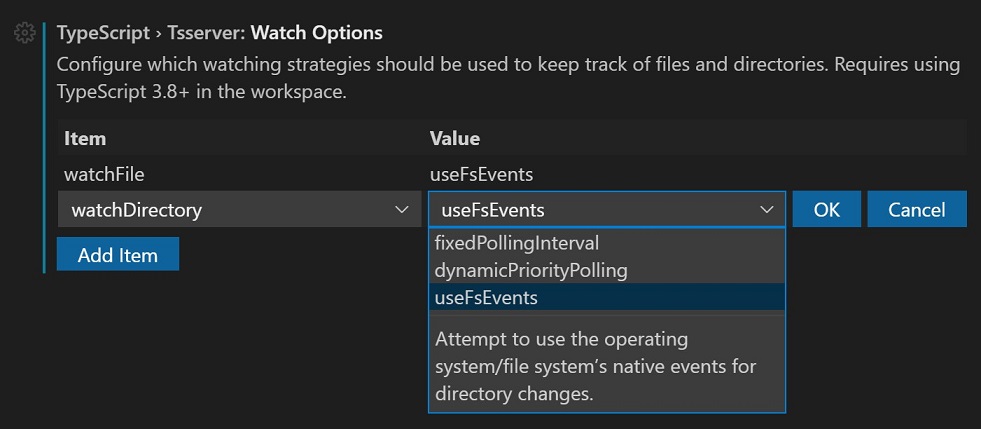 TypeScript › Tsserver: Watch Options
Configure which watching strategies should be used to keep track of files and directories. Requires using
TypeScript 3.8+ in the workspace.
Item Value
watchFile useFsEvents
watchDirectory useFsEvents OK Cancel
fixedPollingInterval
Add Item
dynamicPriorityPolling
useFsEvents
Attempt to use the operating
system/file system’s native events for
directory changes.